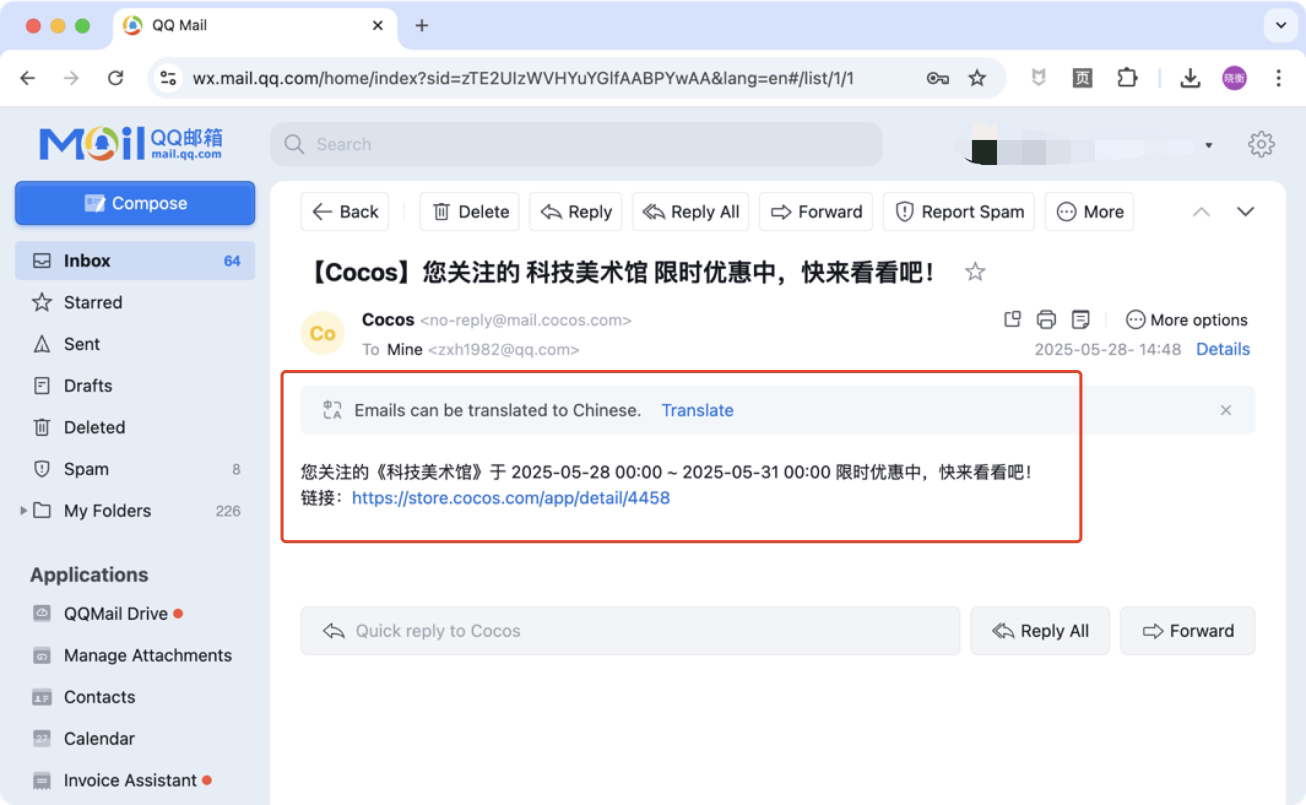 QQ Mail
wx.mail.qq.com/home/index?sid=zTE2UIzWVHYuYGlfAABPYwAA&lang=en#/list/1/1
页
晓衡
Mail QQ邮箱
mail.qq.com
Search
Compose
Back
Delete
Reply
Reply All
Forward
Report Spam
More
Inbox 64
Starred
Sent
Drafts
Deleted
Spam 8
My Folders 226
Applications
QQMail Drive
Manage Attachments
Contacts
Calendar
Invoice Assistant
【Cocos】您关注的 科技美术馆 限时优惠中，快来看看吧！
Co
Cocos <no-reply@mail.cocos.com>
More options
To Mine <zxh1982@qq.com>
2025-05-28- 14:48 Details
Emails can be translated to Chinese. Translate
您关注的《科技美术馆》于 2025-05-28 00:00 ~ 2025-05-31 00:00 限时优惠中，快来看看吧！
链接：https://store.cocos.com/app/detail/4458
Quick reply to Cocos
Reply All
Forward